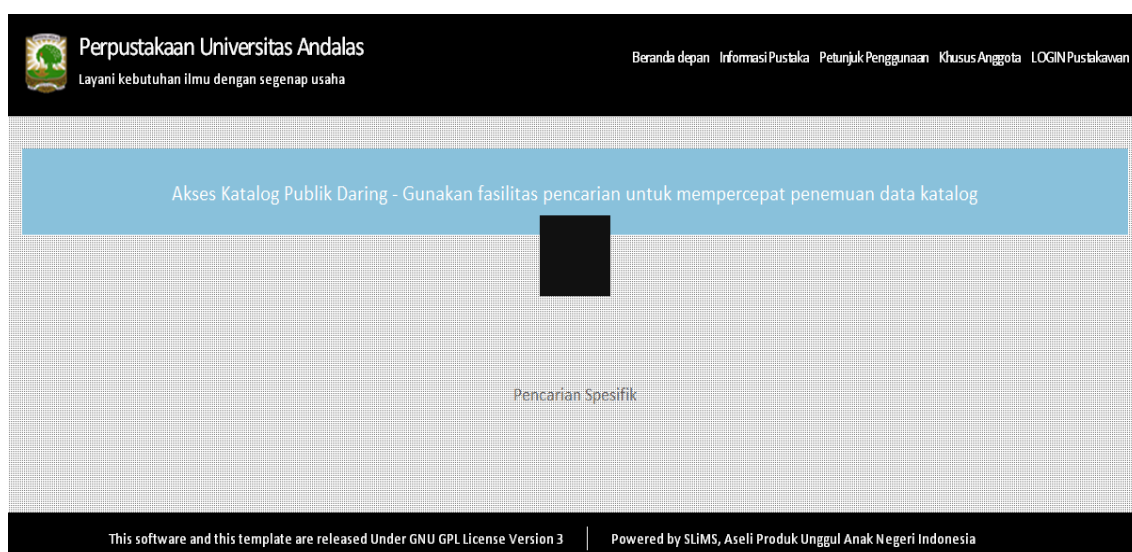 Perpustakaan Universitas Andalas
Layani kebutuhan ilmu dengan segenap usaha
Beranda depan Informasi Pustaka Petunjuk Penggunaan Khusus Anggota LOGIN Pustakawan
Akses Katalog Publik Daring - Gunakan fasilitas pencarian untuk mempercepat penemuan data katalog
Pencarian Spesifik
This software and this template are released Under GNU GPL License Version 3
Powered by SLiMS, Aseli Produk Unggul Anak Negeri Indonesia